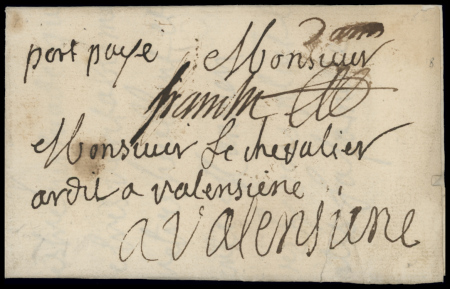 port paye Monsieur
Monsieur le chevalier
ardit a valensiene
a valensiene